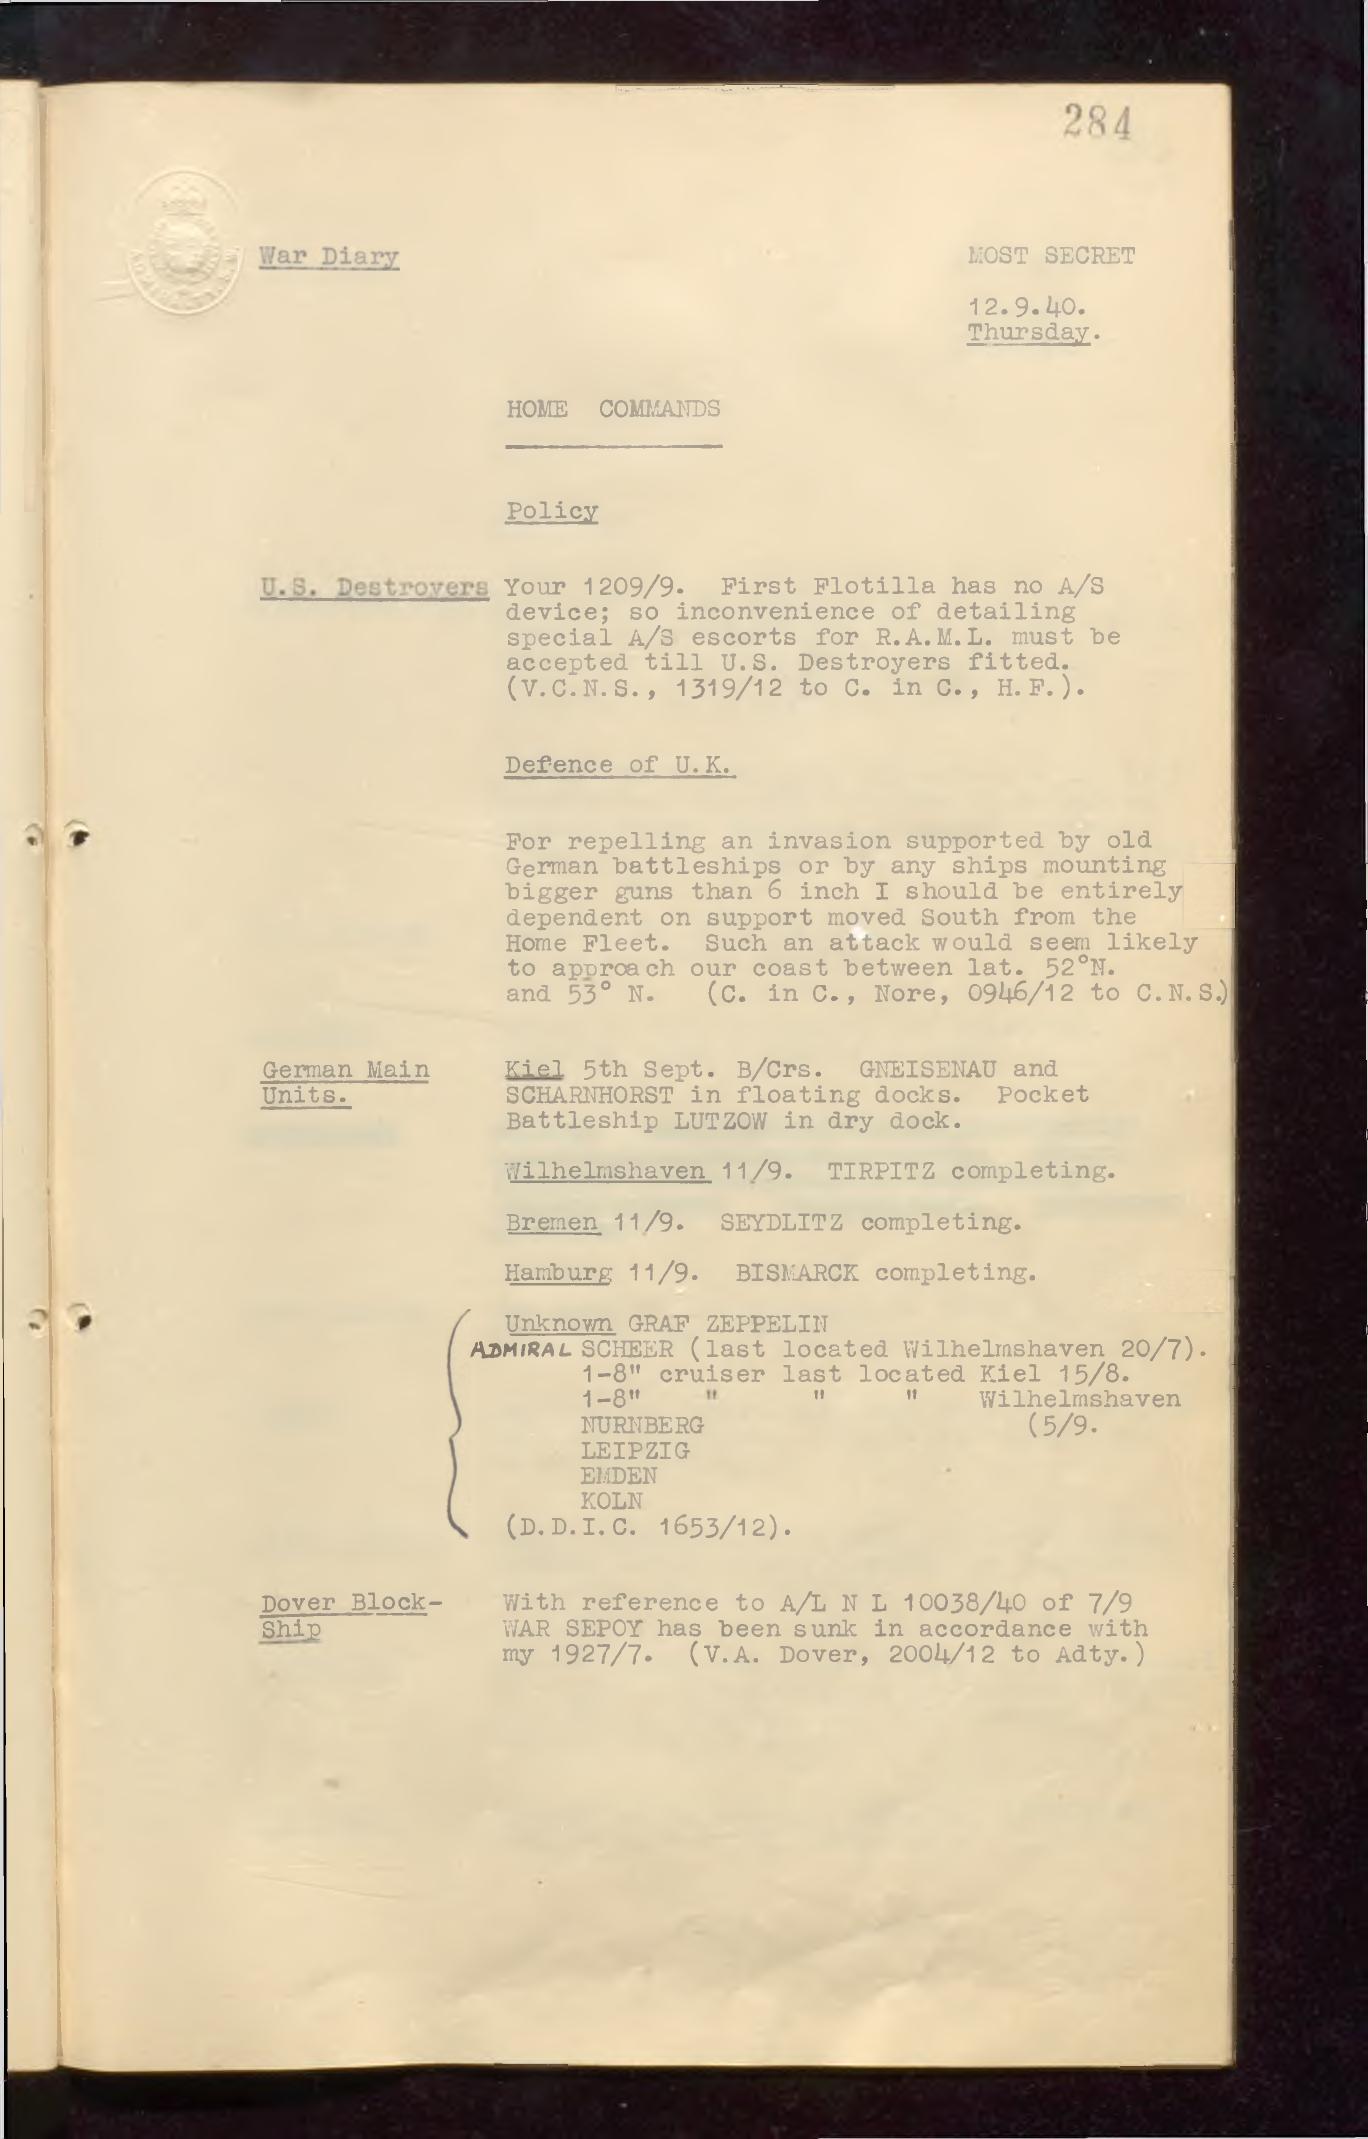 284
War Diary
MOST SECRET
12.9.40.
Thursday.
HOME COMMANDS
Policy
U.S. Destroyers
Your 1209/9. First Flotilla has no A/S
device; so inconvenience of detailing
special A/S escorts for R.A.M.L. must be
accepted till U.S. Destroyers fitted.
(V.C.N.S., 1319/12 to C. in C., H.F.).
Defence of U.K.
For repelling an invasion supported by old
German battleships or by any ships mounting
bigger guns than 6 inch I should be entirely
dependent on support moved South from the
Home Fleet. Such an attack would seem likely
to approach our coast between lat. 52°N.
and 53° N. (C. in C., Nore, 0946/12 to C.N.S.)
German Main
Units.
Kiel 5th Sept. B/Crs. GNEISENAU and
SCHARNHORST in floating docks. Pocket
Battleship LUTZOW in dry dock.
Wilhelmshaven 11/9. TIRPITZ completing.
Bremen 11/9. SEYDLITZ completing.
Hamburg 11/9. BISMARCK completing.
Unknown GRAF ZEPPELIN
ADMIRAL SCHEER (last located Wilhelmshaven 20/7).
1-8" cruiser last located Kiel 15/8.
1-8" " " " Wilhelmshaven
NURNBERG (5/9.
LEIPZIG
EMDEN
KOLN
(D.D.I.C. 1653/12).
Dover Block-
Ship
With reference to A/L N L 10038/40 of 7/9
WAR SEPOY has been sunk in accordance with
my 1927/7. (V.A. Dover, 2004/12 to Adty.)